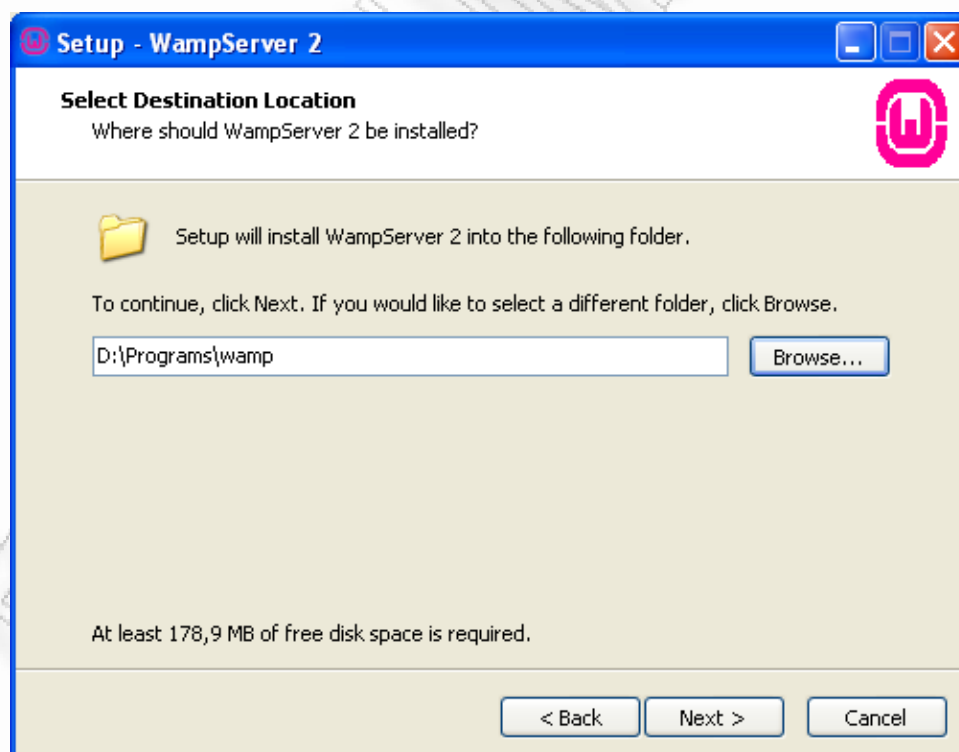 Setup - WampServer 2
Select Destination Location
Where should WampServer 2 be installed?
Setup will install WampServer 2 into the following folder.
To continue, click Next. If you would like to select a different folder, click Browse.
D:\Programs\wamp
Browse...
At least 178,9 MB of free disk space is required.
< Back
Next >
Cancel